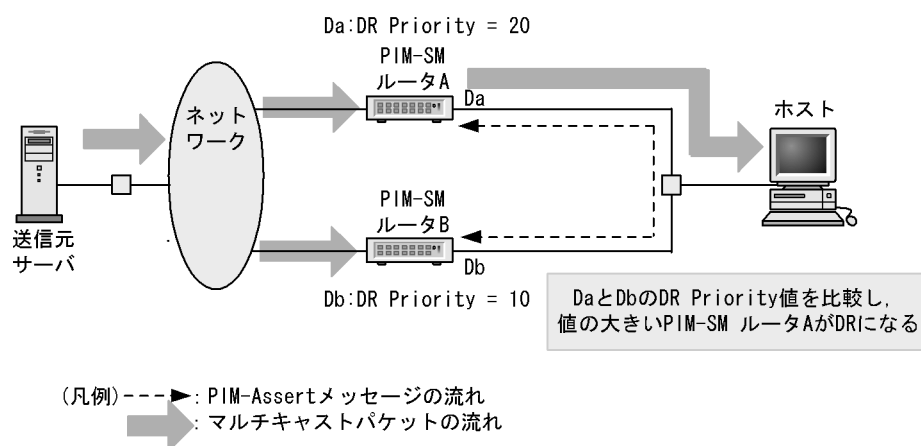 Da:DR Priority = 20
PIM-SM
ルータA
Da
ネット
ワーク
ホスト
送信元
サーバ
PIM-SM
ルータB
Db
Db:DR Priority = 10
DaとDbのDR Priority値を比較し,
値の大きいPIM-SM ルータAがDRになる
(凡例) : PIM-Assertメッセージの流れ
: マルチキャストパケットの流れ